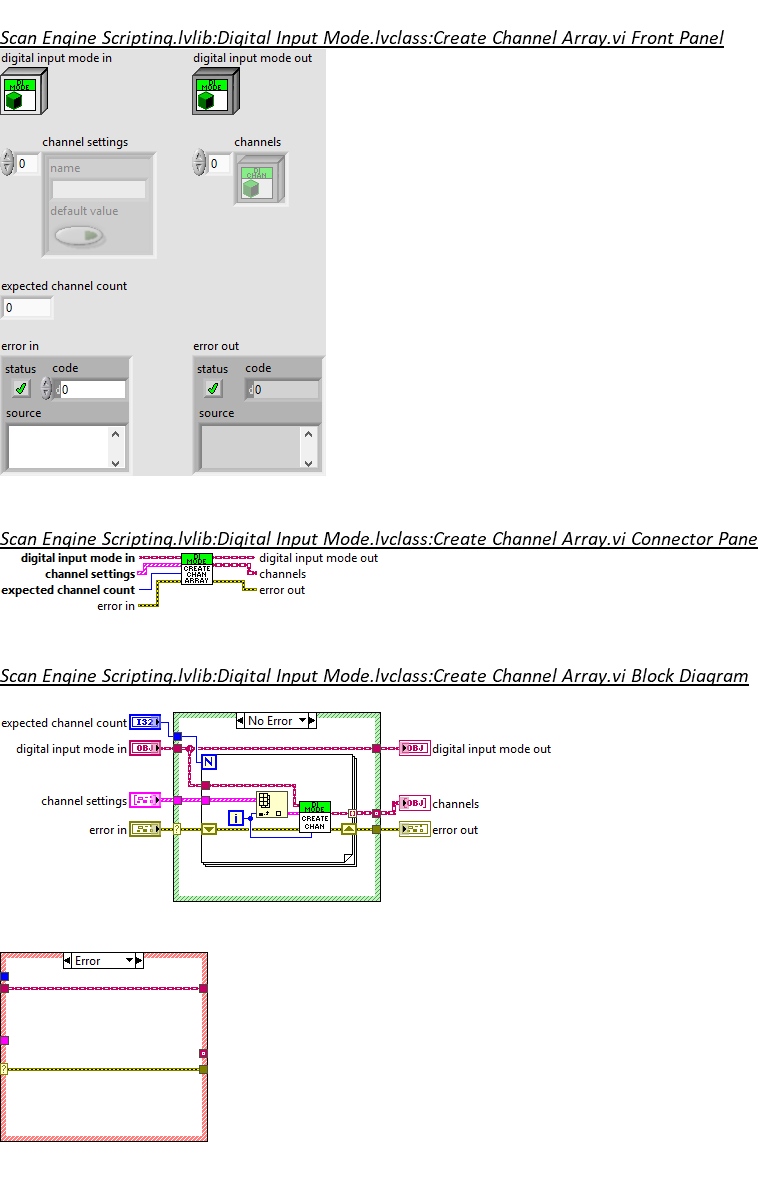 Scan Engine Scripting.lvlib:Digital Input Mode.lvclass:Create Channel Array.vi Front Panel
digital input mode in
digital input mode out
DI
MODE
DI
MODE
channel settings
channels
0
name
default value
0
DI
CHAN
expected channel count
0
error in
error out
status
code
status
code
d
0
d
0
source
source
Scan Engine Scripting.lvlib:Digital Input Mode.lvclass:Create Channel Array.vi Connector Pane
digital input mode in
digital input mode out
channel settings
channels
expected channel count
error out
error in
DI
MODE
CREATE
CHAN
ARRAY
Scan Engine Scripting.lvlib:Digital Input Mode.lvclass:Create Channel Array.vi Block Diagram
No Error
expected channel count
I32
digital input mode in
OBJ
OBJ
digital input mode out
N
channel settings
OBJ
channels
DI
MODE
CREATE
CHAN
i
error in
?
error out
Error
?